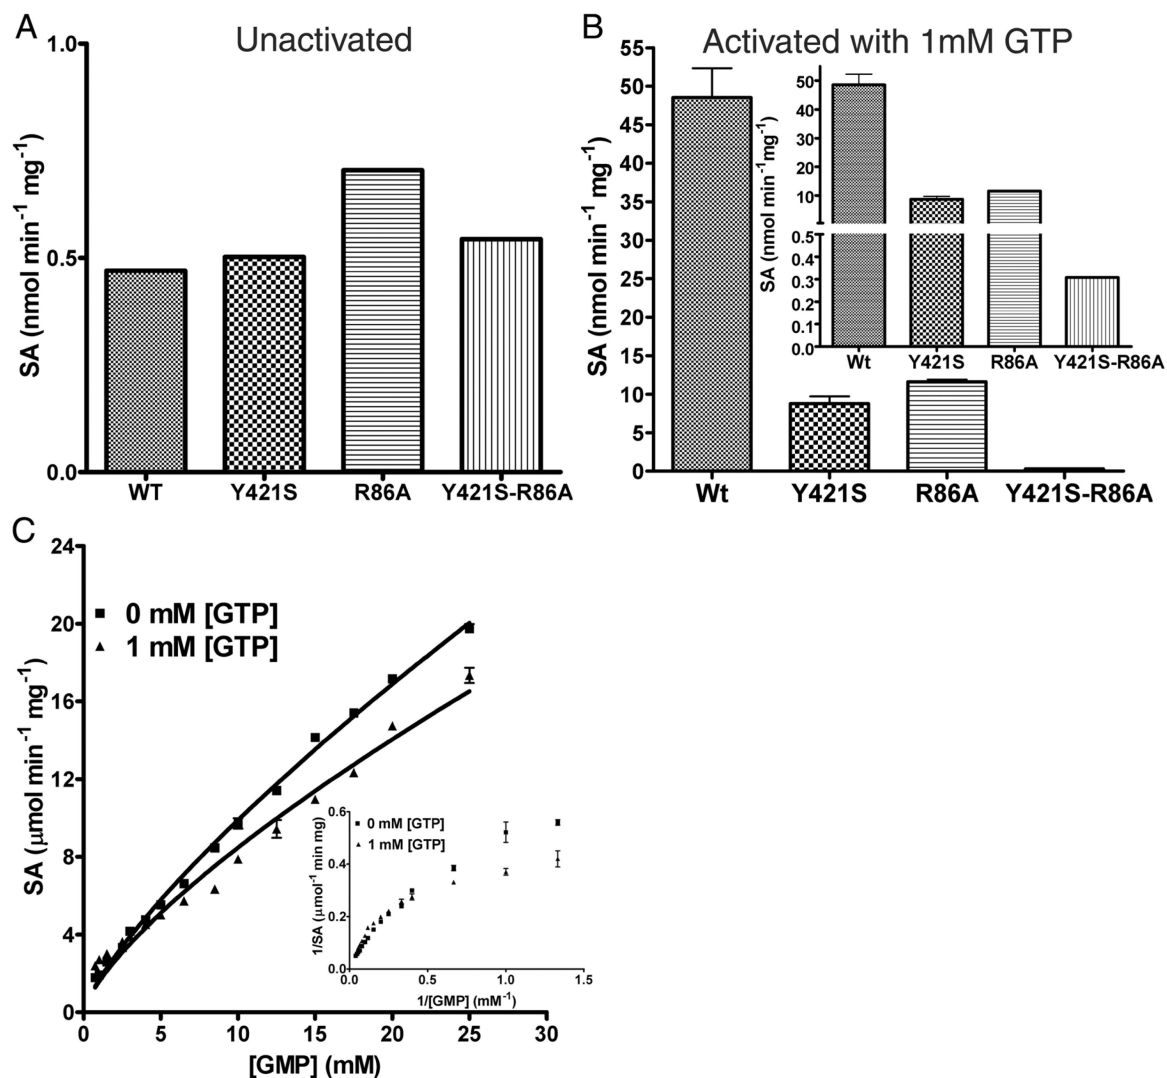 A
Unactivated
SA (nmol min⁻¹ mg⁻¹)
1.0
0.5
0.0
WT Y421S R86A Y421S-R86A
B
Activated with 1mM GTP
SA (nmol min⁻¹ mg⁻¹)
55
50
45
40
35
30
25
20
15
10
5
0
Wt Y421S R86A Y421S-R86A
SA (nmol min⁻¹mg⁻¹)
50
40
30
20
10
0.5
0.4
0.3
0.2
0.1
0.0
Wt Y421S R86A Y421S-R86A
C
SA (μmol min⁻¹ mg⁻¹)
24
20
16
12
8
4
0
0 mM [GTP]
1 mM [GTP]
0 5 10 15 20 25 30
[GMP] (mM)
1/SA (μmol⁻¹ min mg)
0.6
0.4
0.2
0.0
0 mM [GTP]
1 mM [GTP]
0.0 0.5 1.0 1.5
1/[GMP] (mM⁻¹)